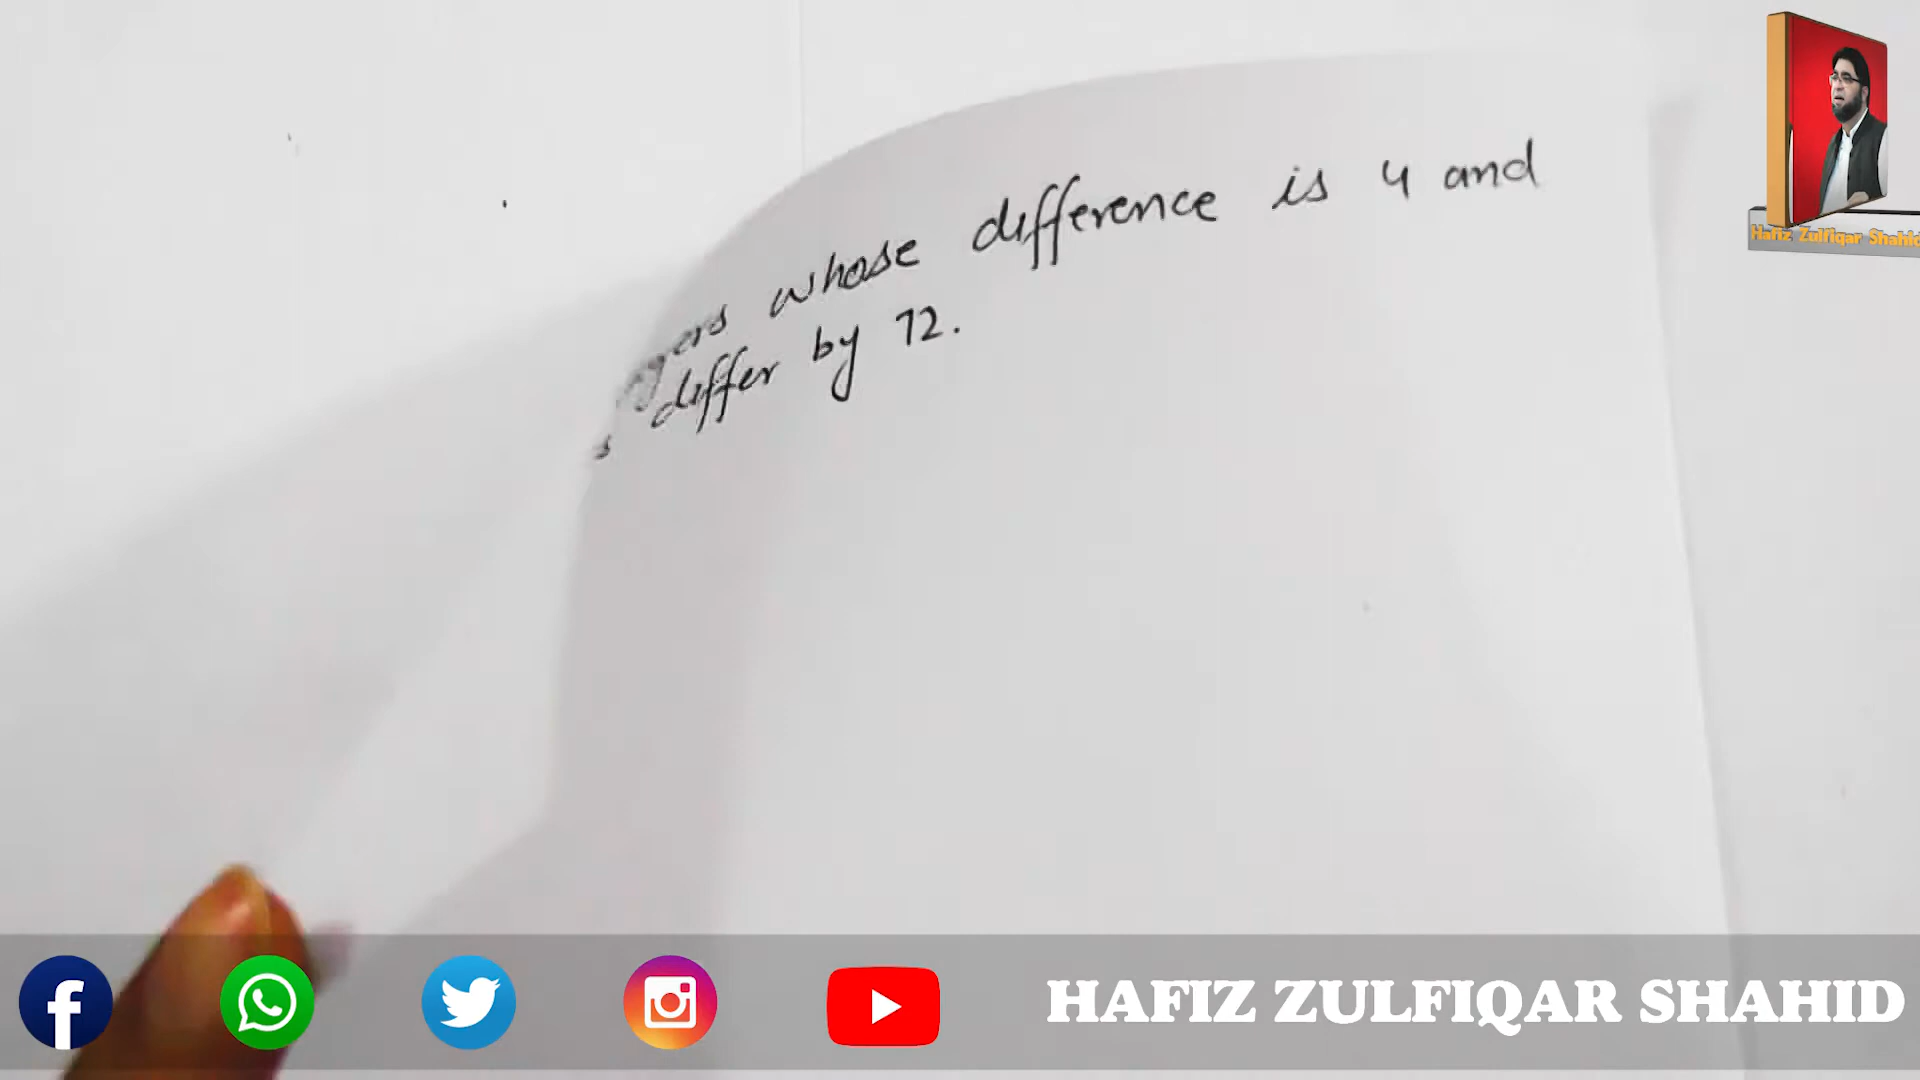 whose difference is 4 and
differ by 72.
Hafiz Zulfiqar Shahid
HAFIZ ZULFIQAR SHAHID